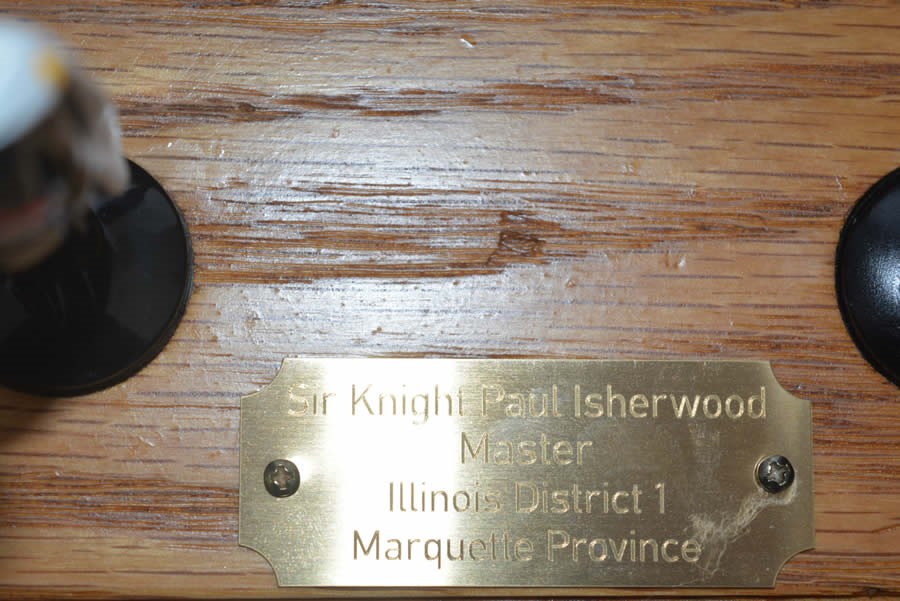 Sir Knight Paul Isherwood
Master
Illinois District 1
Marquette Province